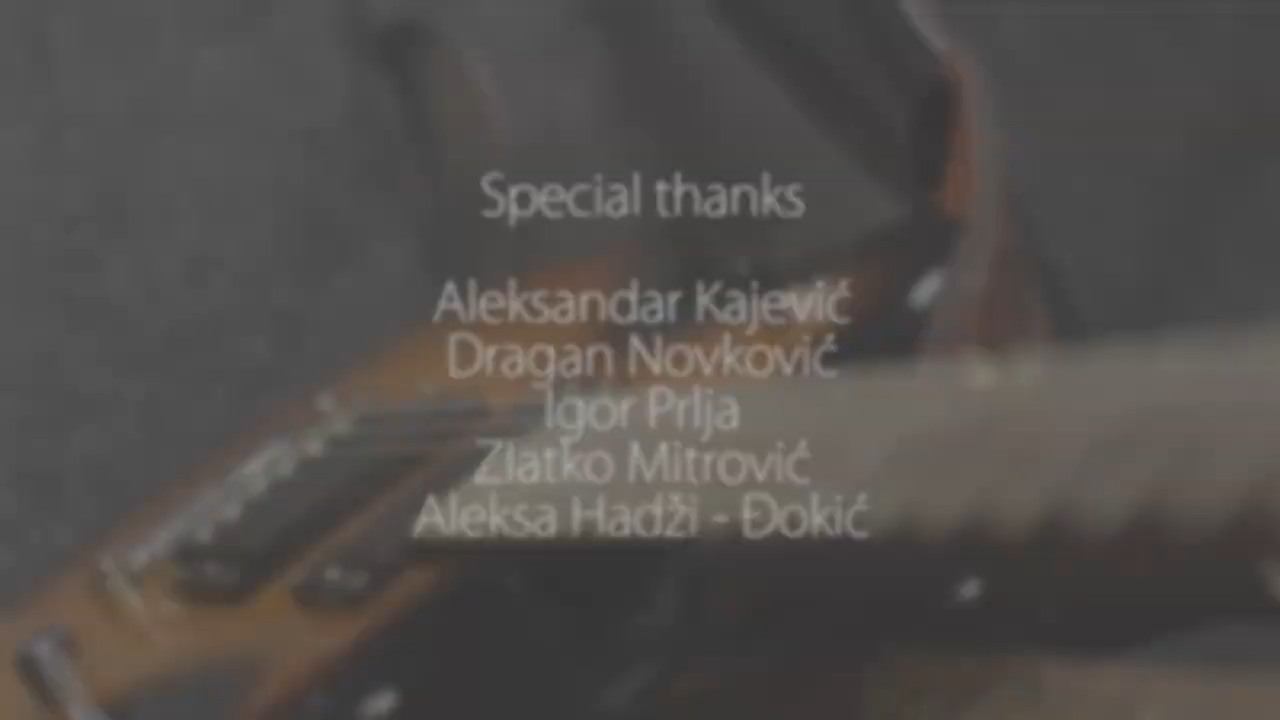 Special thanks
Aleksandar Kajević
Dragan Novković
Igor Prlja
Zlatko Mitrović
Aleksa Hadži - Đokić